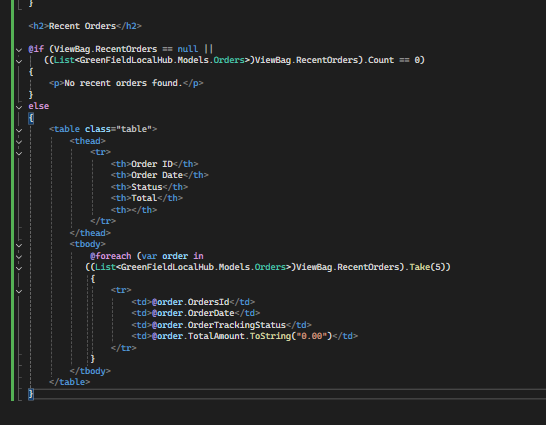 }
<h2>Recent Orders</h2>
@if (ViewBag.RecentOrders == null ||
((List<GreenFieldLocalHub.Models.Orders>)ViewBag.RecentOrders).Count == 0)
{
<p>No recent orders found.</p>
}
else
{
<table class="table">
<thead>
<tr>
<th>Order ID</th>
<th>Order Date</th>
<th>Status</th>
<th>Total</th>
<th></th>
</tr>
</thead>
<tbody>
@foreach (var order in
((List<GreenFieldLocalHub.Models.Orders>)ViewBag.RecentOrders).Take(5))
{
<tr>
<td>@order.OrdersId</td>
<td>@order.OrderDate</td>
<td>@order.OrderTrackingStatus</td>
<td>@order.TotalAmount.ToString("0.00")</td>
</tr>
}
</tbody>
</table>
}